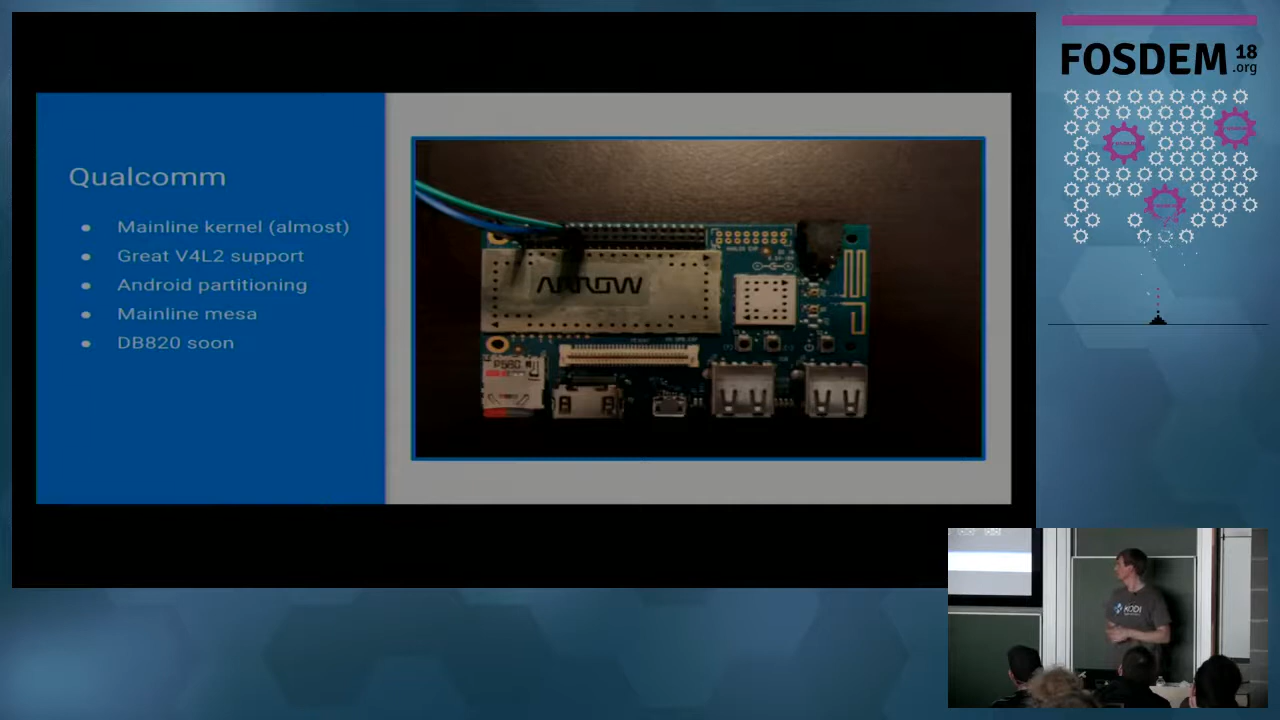 FOSDEM 18
.org
Qualcomm
Mainline kernel (almost)
Great V4L2 support
Android partitioning
Mainline mesa
DB820 soon
ARROW
KODI